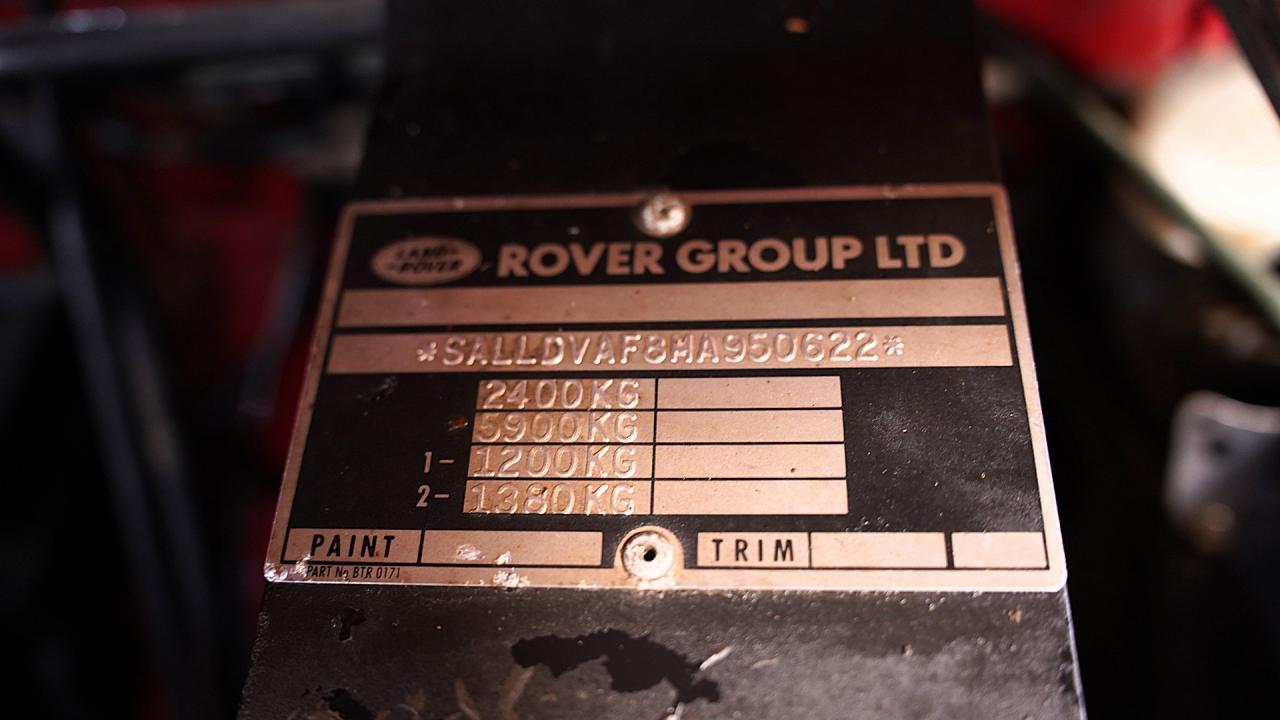 LAND-
-ROVER
ROVER GROUP LTD
*SALLDVAF8MA950622*
2400KG
5900KG
1- 1200KG
2- 1380KG
PAINT
TRIM
PART No BTR 0171